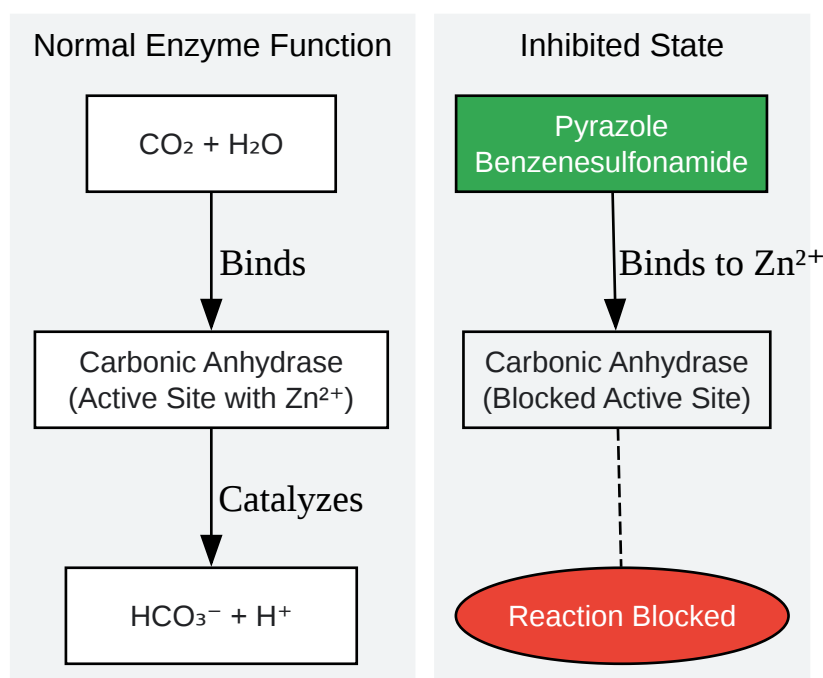 Normal Enzyme Function
CO₂ + H₂O
Binds
Carbonic Anhydrase
(Active Site with Zn²⁺)
Catalyzes
HCO₃⁻ + H⁺
Inhibited State
Pyrazole
Benzenesulfonamide
Binds to Zn²⁺
Carbonic Anhydrase
(Blocked Active Site)
Reaction Blocked